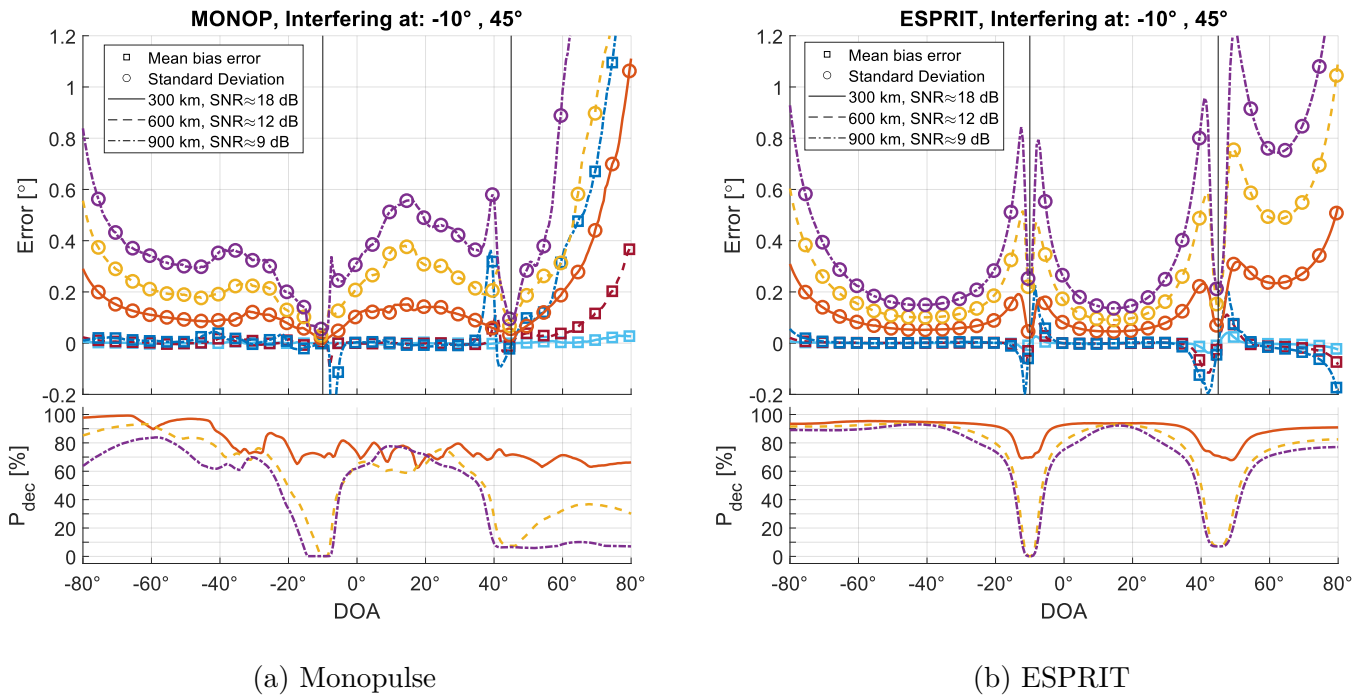 MONOP, Interfering at: -10° , 45°
1.2
1
0.8
0.6
0.4
0.2
0
-0.2
Error [°]
Mean bias error
Standard Deviation
300 km, SNR≈18 dB
600 km, SNR≈12 dB
900 km, SNR≈9 dB
100
80
60
40
20
0
Pdec [%]
-80° -60° -40° -20° 0° 20° 40° 60° 80°
DOA
(a) Monopulse
ESPRIT, Interfering at: -10° , 45°
1.2
1
0.8
0.6
0.4
0.2
0
-0.2
Error [°]
Mean bias error
Standard Deviation
300 km, SNR≈18 dB
600 km, SNR≈12 dB
900 km, SNR≈9 dB
100
80
60
40
20
0
Pdec [%]
-80° -60° -40° -20° 0° 20° 40° 60° 80°
DOA
(b) ESPRIT